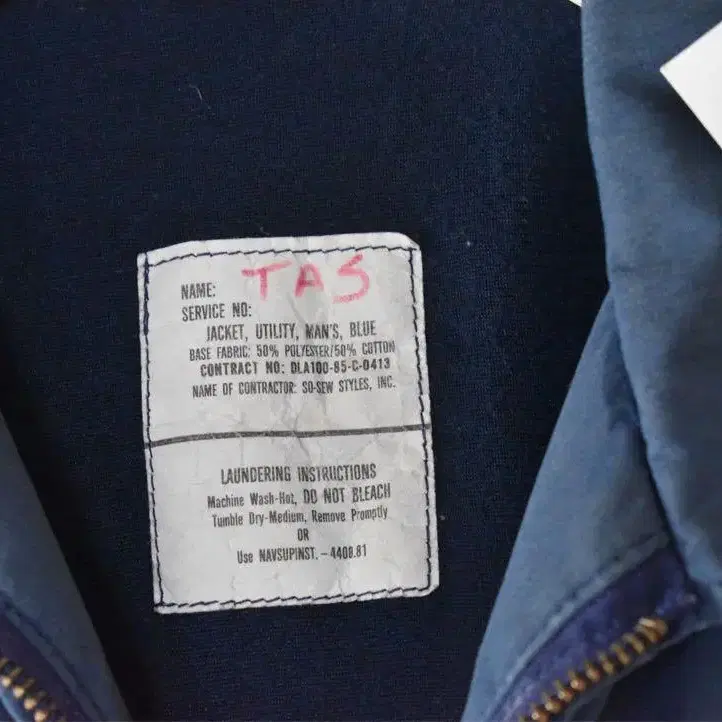 NAME: TAS
SERVICE NO:
JACKET, UTILITY, MAN'S, BLUE
BASE FABRIC: 50% POLYESTER/50% COTTON
CONTRACT NO: DLA100-85-C-0413
NAME OF CONTRACTOR: SO-SEW STYLES, INC.
LAUNDERING INSTRUCTIONS
Machine Wash-Hot, DO NOT BLEACH
Tumble Dry-Medium, Remove Promptly
OR
Use NAVSUPINST. - 4400.81